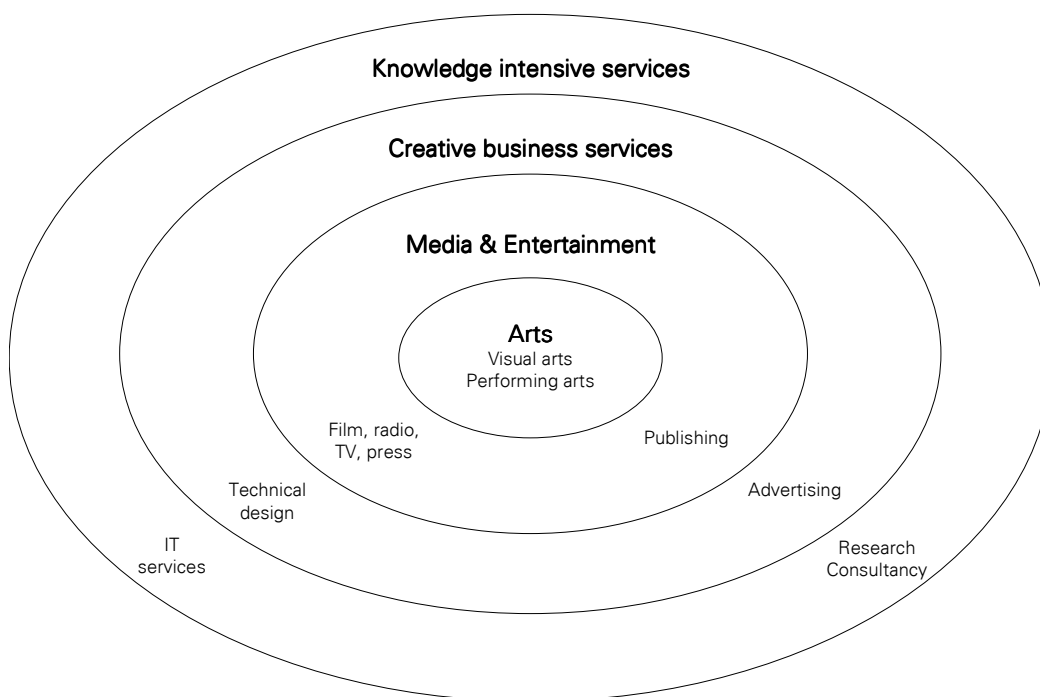 Knowledge intensive services
Creative business services
Media & Entertainment
Arts
Visual arts
Performing arts
Film, radio,
TV, press
Publishing
Technical
design
Advertising
IT
services
Research
Consultancy